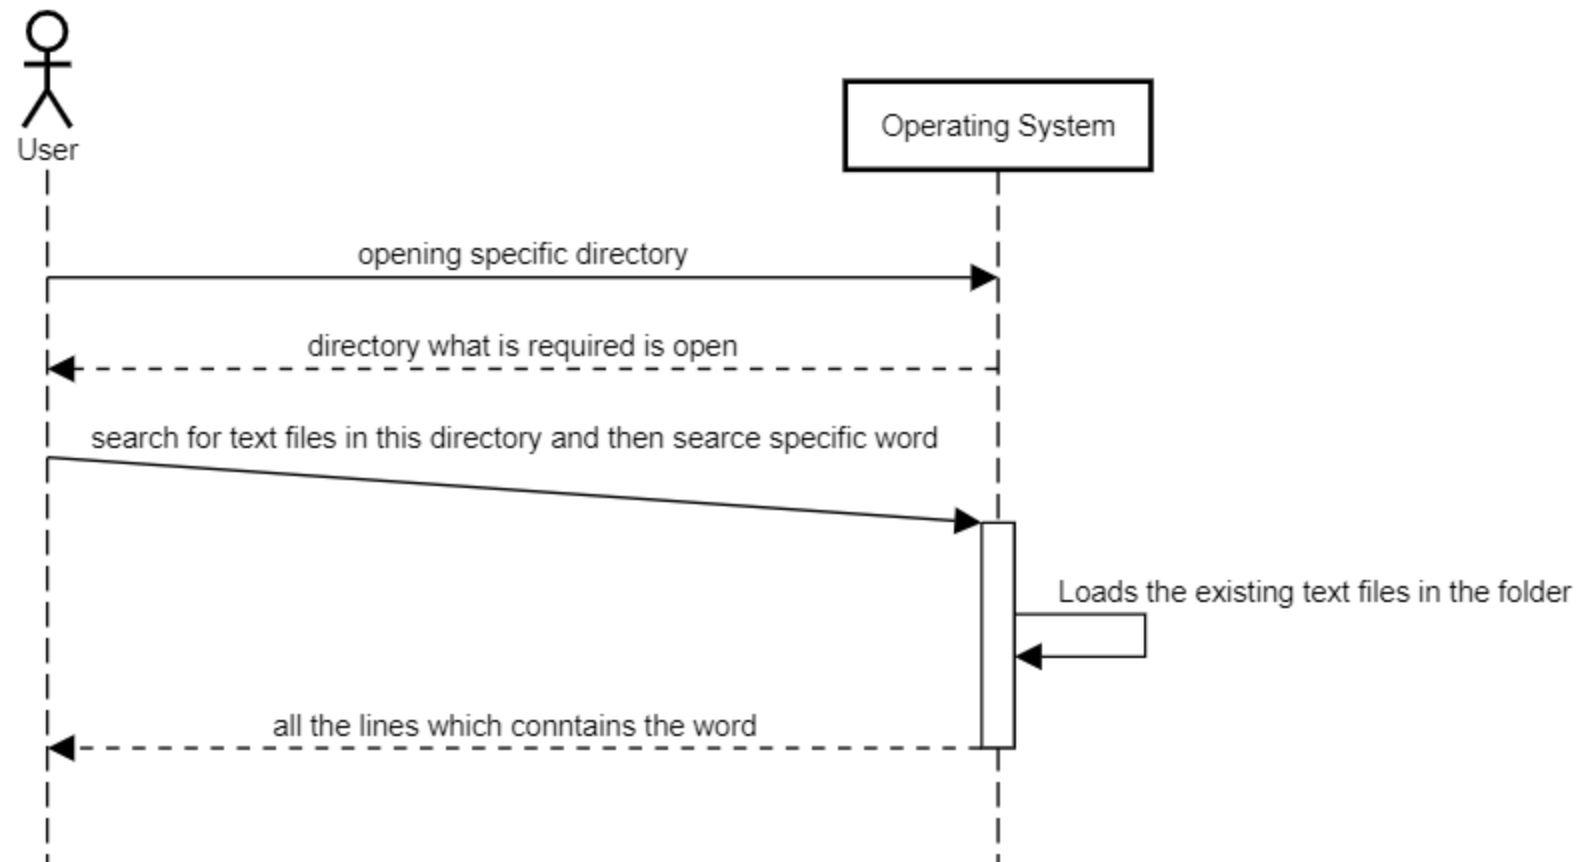 User
Operating System
opening specific directory
directory what is required is open
search for text files in this directory and then searce specific word
Loads the existing text files in the folder
all the lines which conntains the word